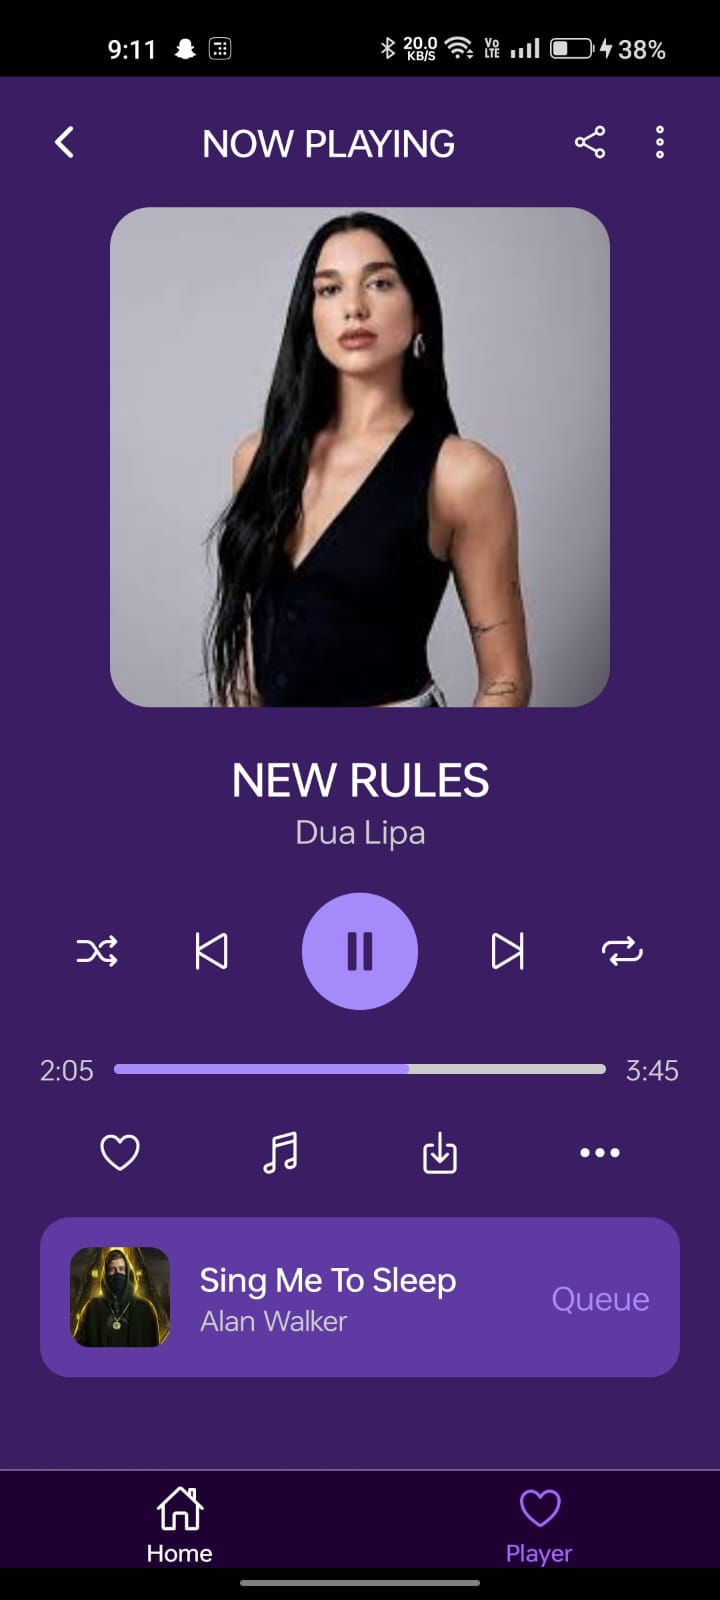 9:11 20.0 KB/S Vo LTE 38%
NOW PLAYING
NEW RULES
Dua Lipa
2:05 3:45
Sing Me To Sleep
Alan Walker
Queue
Home Player